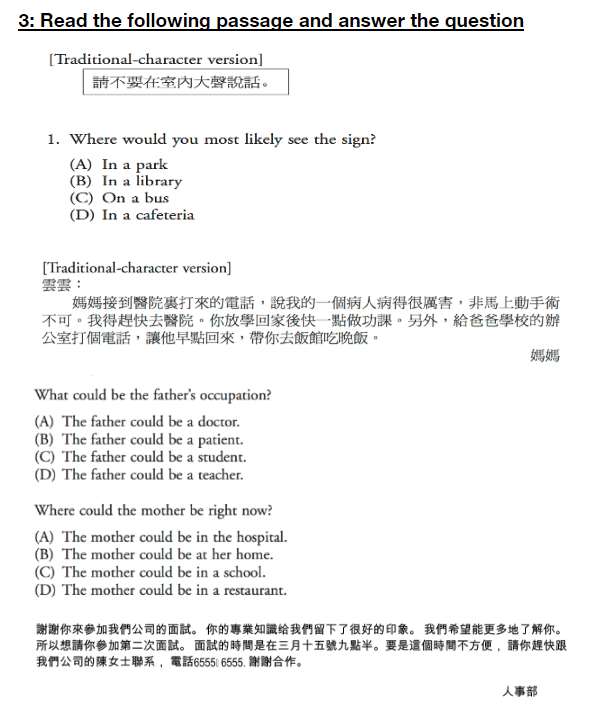 3: Read the following passage and answer the question
[Traditional-character version]
請不要在室內大聲說話。
1. Where would you most likely see the sign?
(A) In a park
(B) In a library
(C) On a bus
(D) In a cafeteria
[Traditional-character version]
雲雲：
媽媽接到醫院裏打來的電話，說我的一個病人病得很厲害，非馬上動手術
不可。我得趕快去醫院。你放學回家後快一點做功課。另外，給爸爸學校的辦
公室打個電話，讓他早點回來，帶你去飯館吃晚飯。
媽媽
What could be the father's occupation?
(A) The father could be a doctor.
(B) The father could be a patient.
(C) The father could be a student.
(D) The father could be a teacher.
Where could the mother be right now?
(A) The mother could be in the hospital.
(B) The mother could be at her home.
(C) The mother could be in a school.
(D) The mother could be in a restaurant.
謝謝你來參加我們公司的面試。 你的專業知識给我們留下了很好的印象。 我們希望能更多地了解你。
所以想請你參加第二次面試。 面試的時間是在三月十五號九點半。要是這個時間不方便， 請你趕快跟
我們公司的陳女士聯系， 電話6555 6555. 謝謝合作。
人事部